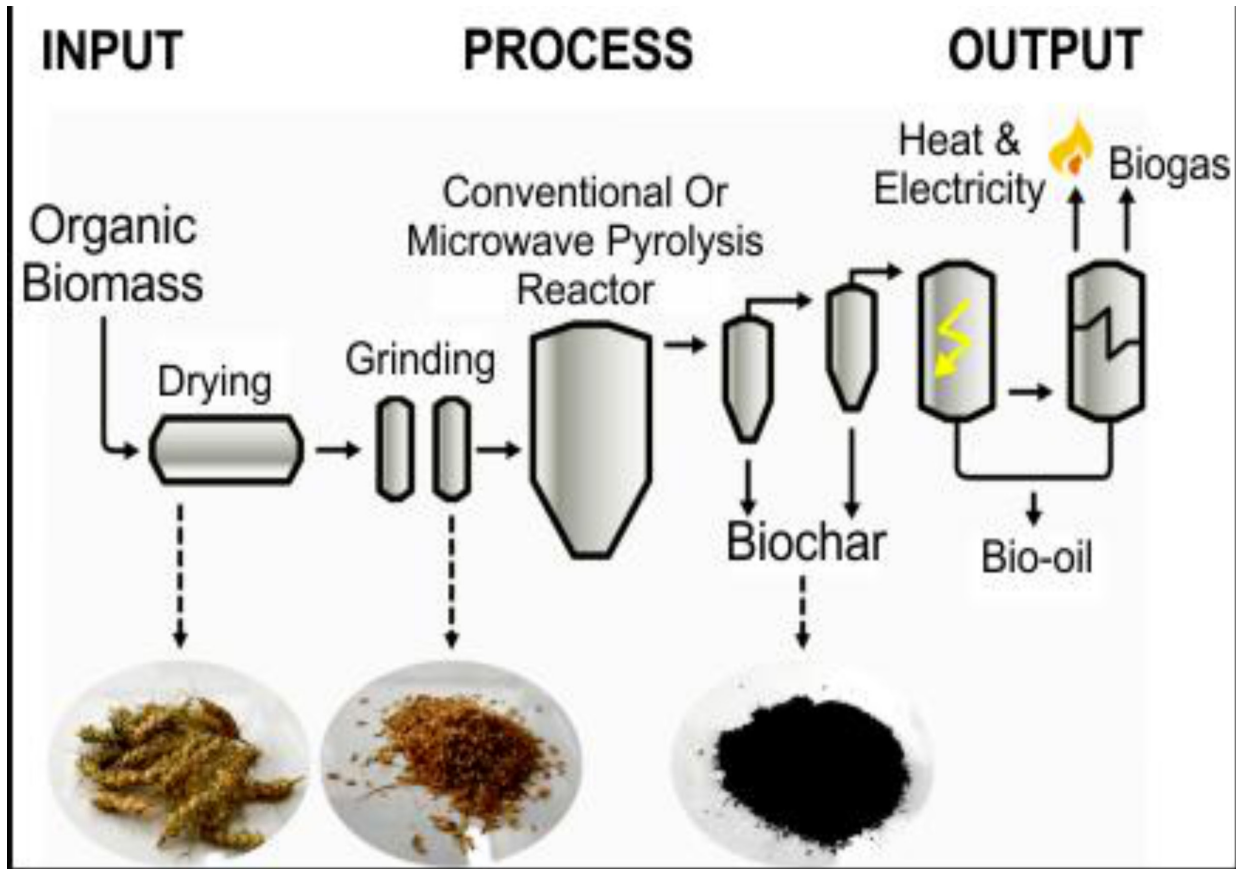 INPUT
PROCESS
OUTPUT
Organic
Biomass
Drying
Grinding
Conventional Or
Microwave Pyrolysis
Reactor
Biochar
Heat &
Electricity
Biogas
Bio-oil